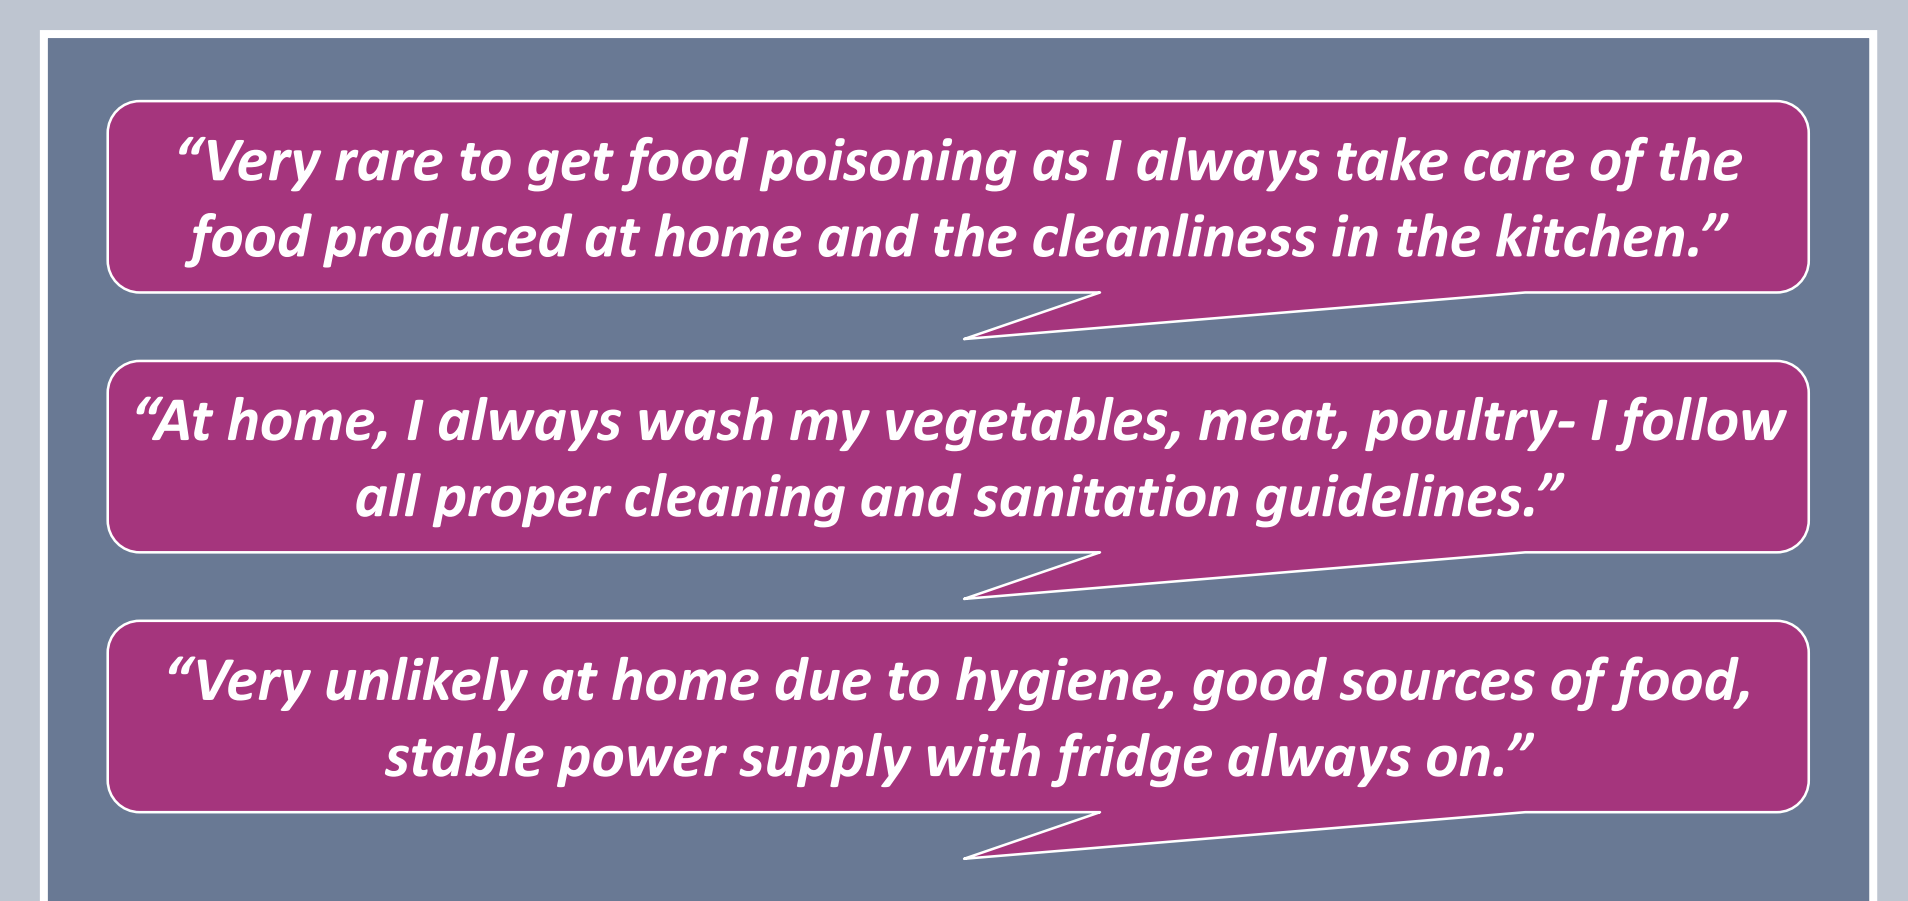 “Very rare to get food poisoning as I always take care of the
food produced at home and the cleanliness in the kitchen.”
“At home, I always wash my vegetables, meat, poultry- I follow
all proper cleaning and sanitation guidelines.”
“Very unlikely at home due to hygiene, good sources of food,
stable power supply with fridge always on.”